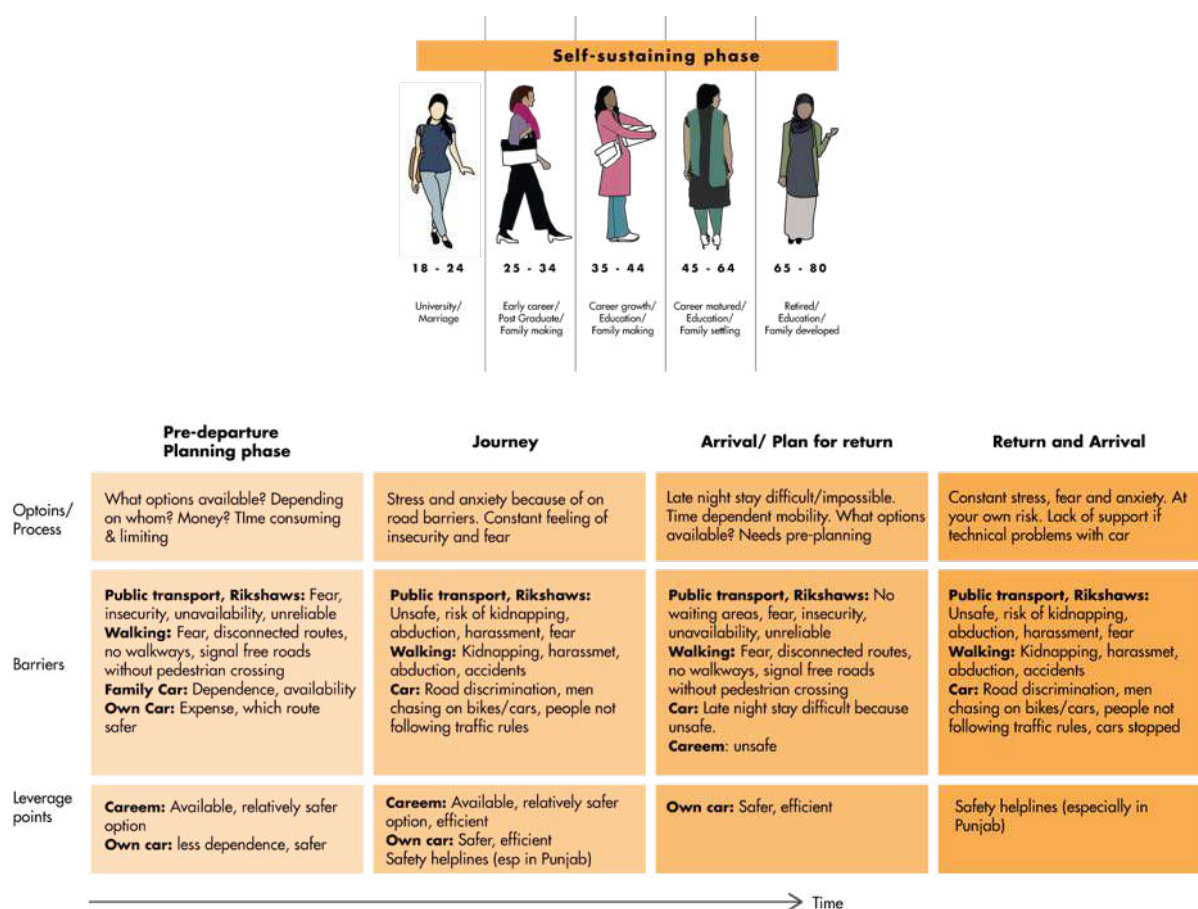 Self-sustaining phase
18 - 24
25 - 34
35 - 44
45 - 64
65 - 80
University/
Marriage
Early career/
Post Graduate/
Family making
Career growth/
Education/
Family making
Career matured/
Education/
Family settling
Retired/
Education/
Family developed
Pre-departure
Planning phase
Journey
Arrival/ Plan for return
Return and Arrival
Optoins/
Process
What options available? Depending
on whom? Money? TIme consuming
& limiting
Stress and anxiety because of on
road barriers. Constant feeling of
insecurity and fear
Late night stay difficult/impossible.
Time dependent mobility. What options
available? Needs pre-planning
Constant stress, fear and anxiety. At
your own risk. Lack of support if
technical problems with car
Barriers
Public transport, Rikshaws: Fear,
insecurity, unavailability, unreliable
Walking: Fear, disconnected routes,
no walkways, signal free roads
without pedestrian crossing
Family Car: Dependence, availability
Own Car: Expense, which route
safer
Public transport, Rikshaws:
Unsafe, risk of kidnapping,
abduction, harassment, fear
Walking: Kidnapping, harassmet,
abduction, accidents
Car: Road discrimination, men
chasing on bikes/cars, people not
following traffic rules
Public transport, Rikshaws: No
waiting areas, fear, insecurity,
unavailability, unreliable
Walking: Fear, disconnected routes,
no walkways, signal free roads
without pedestrian crossing
Car: Late night stay difficult because
unsafe.
Careem: unsafe
Public transport, Rikshaws:
Unsafe, risk of kidnapping,
abduction, harassment, fear
Walking: Kidnapping, harassmet,
abduction, accidents
Car: Road discrimination, men
chasing on bikes/cars, people not
following traffic rules, cars stopped
Leverage
points
Careem: Available, relatively safer
option
Own car: less dependence, safer
Careem: Available, relatively safer
option, efficient
Own car: Safer, efficient
Safety helplines (esp in Punjab)
Own car: Safer, efficient
Safety helplines (especially in
Punjab)
Time